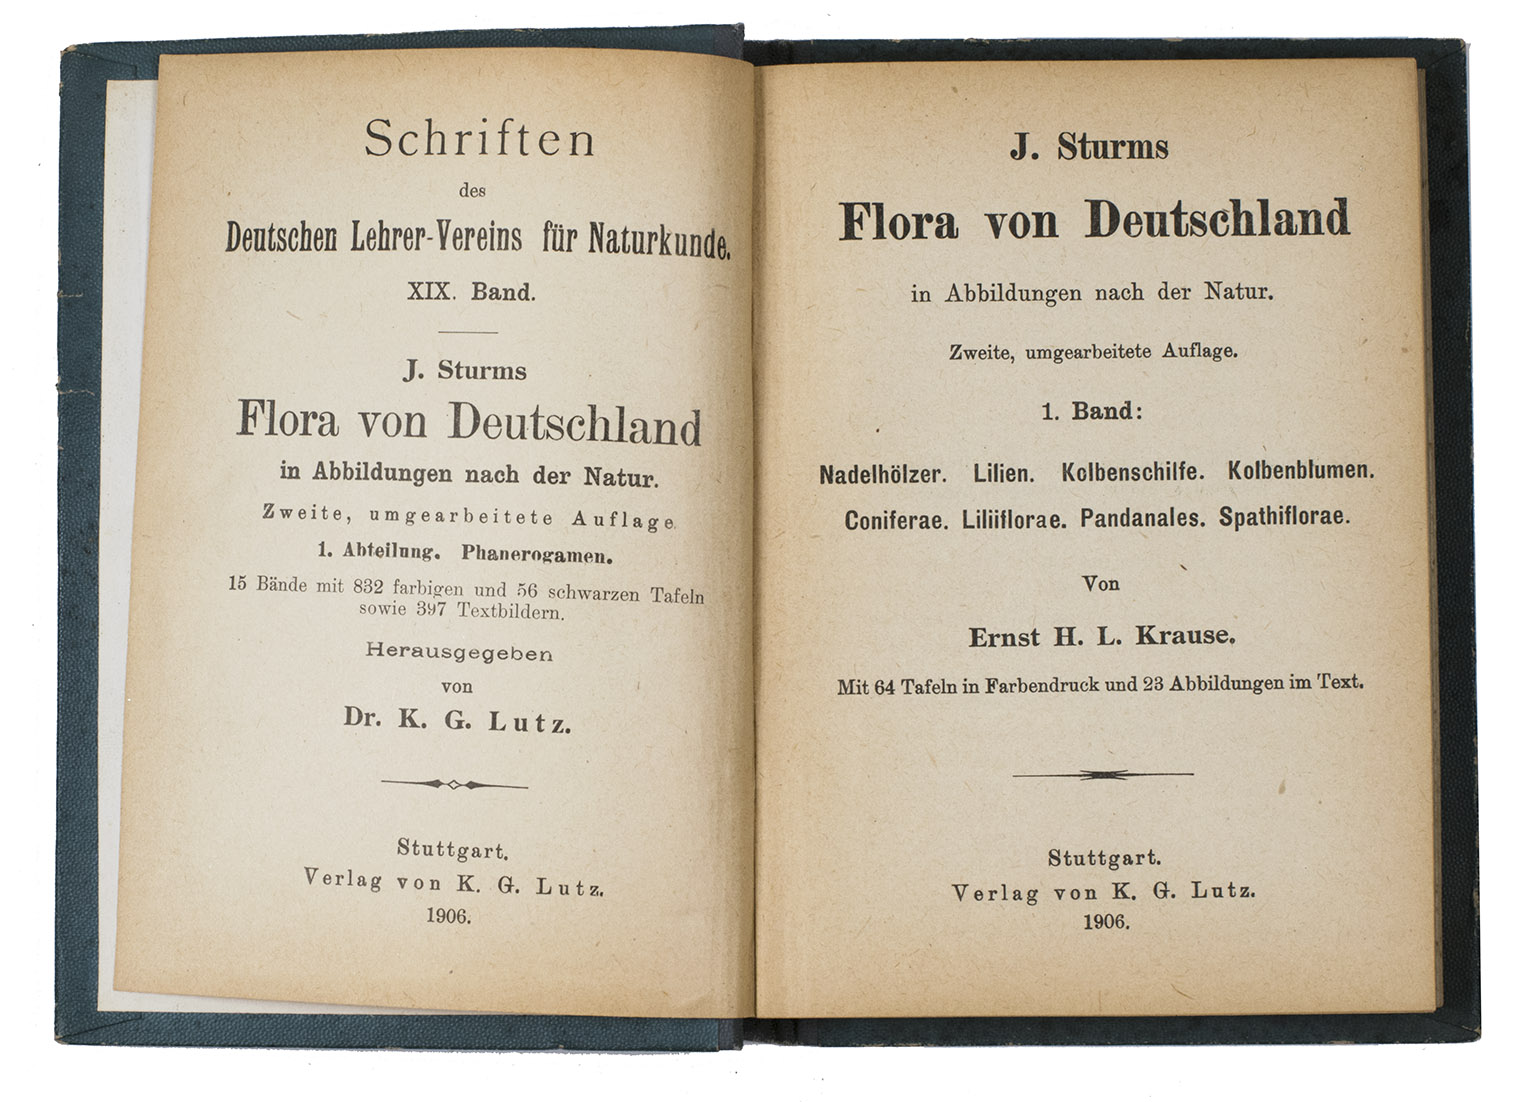 Schriften
des
Deutschen Lehrer-Vereins für Naturkunde.
XIX. Band.
J. Sturms
Flora von Deutschland
in Abbildungen nach der Natur.
Zweite, umgearbeitete Auflage.
1. Abteilung. Phanerogamen.
15 Bände mit 832 farbigen und 56 schwarzen Tafeln
sowie 397 Textbildern.
Herausgegeben
von
Dr. K. G. Lutz.
Stuttgart.
Verlag von K. G. Lutz.
1906.
J. Sturms
Flora von Deutschland
in Abbildungen nach der Natur.
Zweite, umgearbeitete Auflage.
1. Band:
Nadelhölzer. Lilien. Kolbenschilfe. Kolbenblumen.
Coniferae. Liliiflorae. Pandanales. Spathiflorae.
Von
Ernst H. L. Krause.
Mit 64 Tafeln in Farbendruck und 23 Abbildungen im Text.
Stuttgart.
Verlag von K. G. Lutz.
1906.